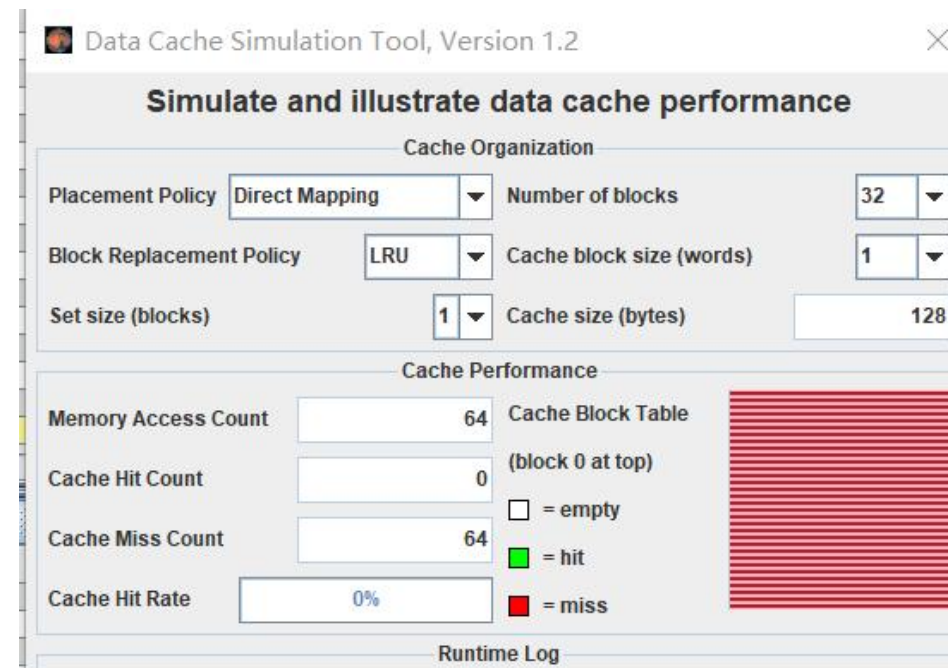 Data Cache Simulation Tool, Version 1.2
Simulate and illustrate data cache performance
Cache Organization
Placement Policy Direct Mapping Number of blocks 32
Block Replacement Policy LRU Cache block size (words) 1
Set size (blocks) 1 Cache size (bytes) 128
Cache Performance
Memory Access Count 64 Cache Block Table
(block 0 at top)
Cache Hit Count 0
= empty
Cache Miss Count 64
= hit
Cache Hit Rate 0%
= miss
Runtime Log